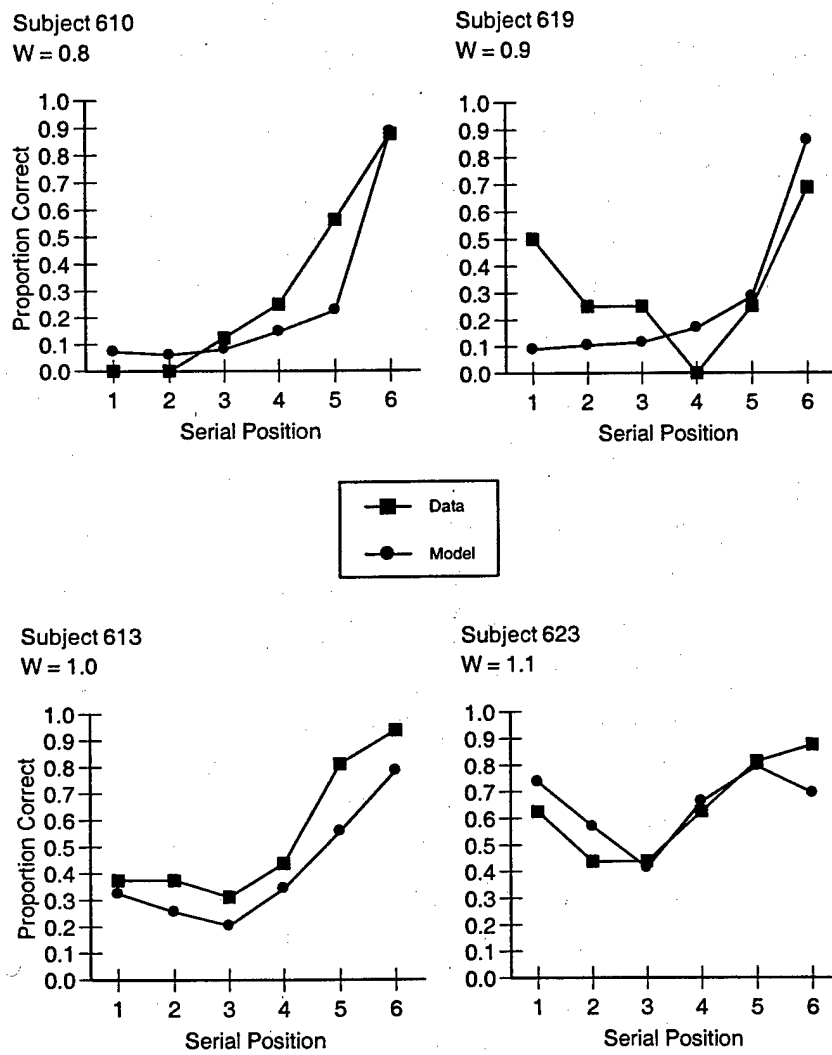 Subject 610
W = 0.8
Proportion Correct
1.0
0.9
0.8
0.7
0.6
0.5
0.4
0.3
0.2
0.1
0.0
1 2 3 4 5 6
Serial Position
Subject 619
W = 0.9
1.0
0.9
0.8
0.7
0.6
0.5
0.4
0.3
0.2
0.1
0.0
1 2 3 4 5 6
Serial Position
Data
Model
Subject 613
W = 1.0
Proportion Correct
1.0
0.9
0.8
0.7
0.6
0.5
0.4
0.3
0.2
0.1
0.0
1 2 3 4 5 6
Serial Position
Subject 623
W = 1.1
1.0
0.9
0.8
0.7
0.6
0.5
0.4
0.3
0.2
0.1
0.0
1 2 3 4 5 6
Serial Position